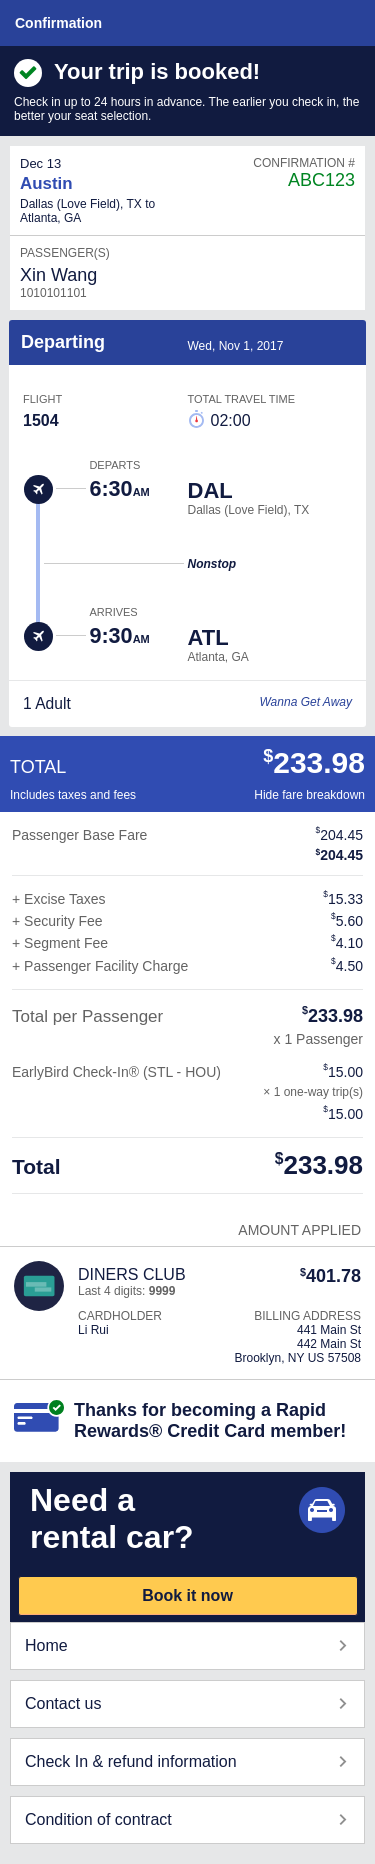 Confirmation
Your trip is booked!
Check in up to 24 hours in advance. The earlier you check in, the
better your seat selection.
Dec 13
CONFIRMATION #
Austin
ABC123
Dallas (Love Field), TX to
Atlanta, GA
PASSENGER(S)
Xin Wang
1010101101
Departing
Wed, Nov 1, 2017
FLIGHT
TOTAL TRAVEL TIME
1504
02:00
DEPARTS
6:30AM
DAL
Dallas (Love Field), TX
Nonstop
ARRIVES
9:30AM
ATL
Atlanta, GA
1 Adult
Wanna Get Away
TOTAL
$233.98
Includes taxes and fees
Hide fare breakdown
Passenger Base Fare
$204.45
$204.45
+ Excise Taxes
$15.33
+ Security Fee
$5.60
+ Segment Fee
$4.10
+ Passenger Facility Charge
$4.50
Total per Passenger
$233.98
x 1 Passenger
EarlyBird Check-In® (STL - HOU)
$15.00
× 1 one-way trip(s)
$15.00
Total
$233.98
AMOUNT APPLIED
DINERS CLUB
$401.78
Last 4 digits: 9999
CARDHOLDER
BILLING ADDRESS
Li Rui
441 Main St
442 Main St
Brooklyn, NY US 57508
Thanks for becoming a Rapid
Rewards® Credit Card member!
Need a
rental car?
Book it now
Home
Contact us
Check In & refund information
Condition of contract